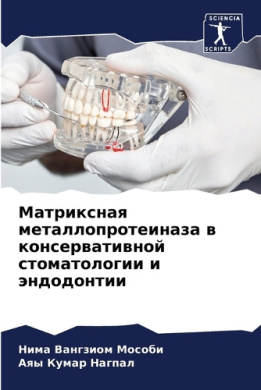 SCIENCIA
SCRIPTS
Матриксная
металлопротеиназа в
консервативной
стоматологии и
эндодонтии
Нима Вангзиом Мособи
Аяы Кумар Нагпал